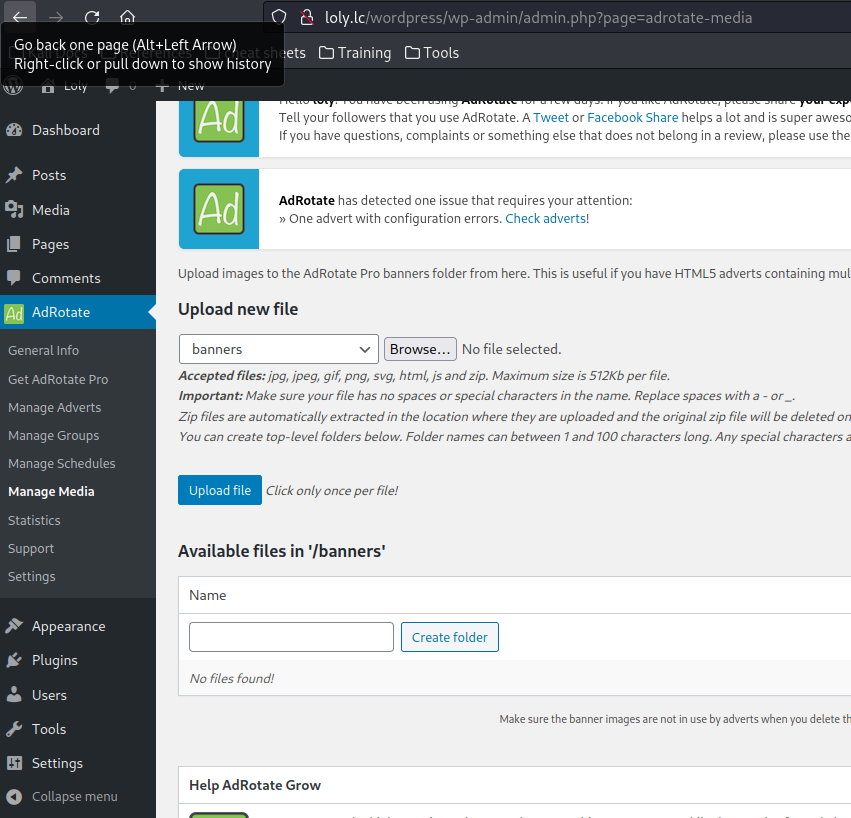 loly.lc/wordpress/wp-admin/admin.php?page=adrotate-media
Go back one page (Alt+Left Arrow)
Right-click or pull down to show history
sheets
Training
Tools
Loly
0
New
Dashboard
Posts
Media
Pages
Comments
AdRotate
General Info
Get AdRotate Pro
Manage Adverts
Manage Groups
Manage Schedules
Manage Media
Statistics
Support
Settings
Appearance
Plugins
Users
Tools
Settings
Collapse menu
Ad
Hello loly! You have been using AdRotate for a few days. If you like AdRotate, please share your exp
Tell your followers that you use AdRotate. A Tweet or Facebook Share helps a lot and is super aweso
If you have questions, complaints or something else that does not belong in a review, please use the
Ad
AdRotate has detected one issue that requires your attention:
» One advert with configuration errors. Check adverts!
Upload images to the AdRotate Pro banners folder from here. This is useful if you have HTML5 adverts containing mul
Upload new file
banners
Browse... No file selected.
Accepted files: jpg, jpeg, gif, png, svg, html, js and zip. Maximum size is 512Kb per file.
Important: Make sure your file has no spaces or special characters in the name. Replace spaces with a - or _.
Zip files are automatically extracted in the location where they are uploaded and the original zip file will be deleted on
You can create top-level folders below. Folder names can between 1 and 100 characters long. Any special characters a
Upload file Click only once per file!
Available files in '/banners'
Name
Create folder
No files found!
Make sure the banner images are not in use by adverts when you delete th
Help AdRotate Grow